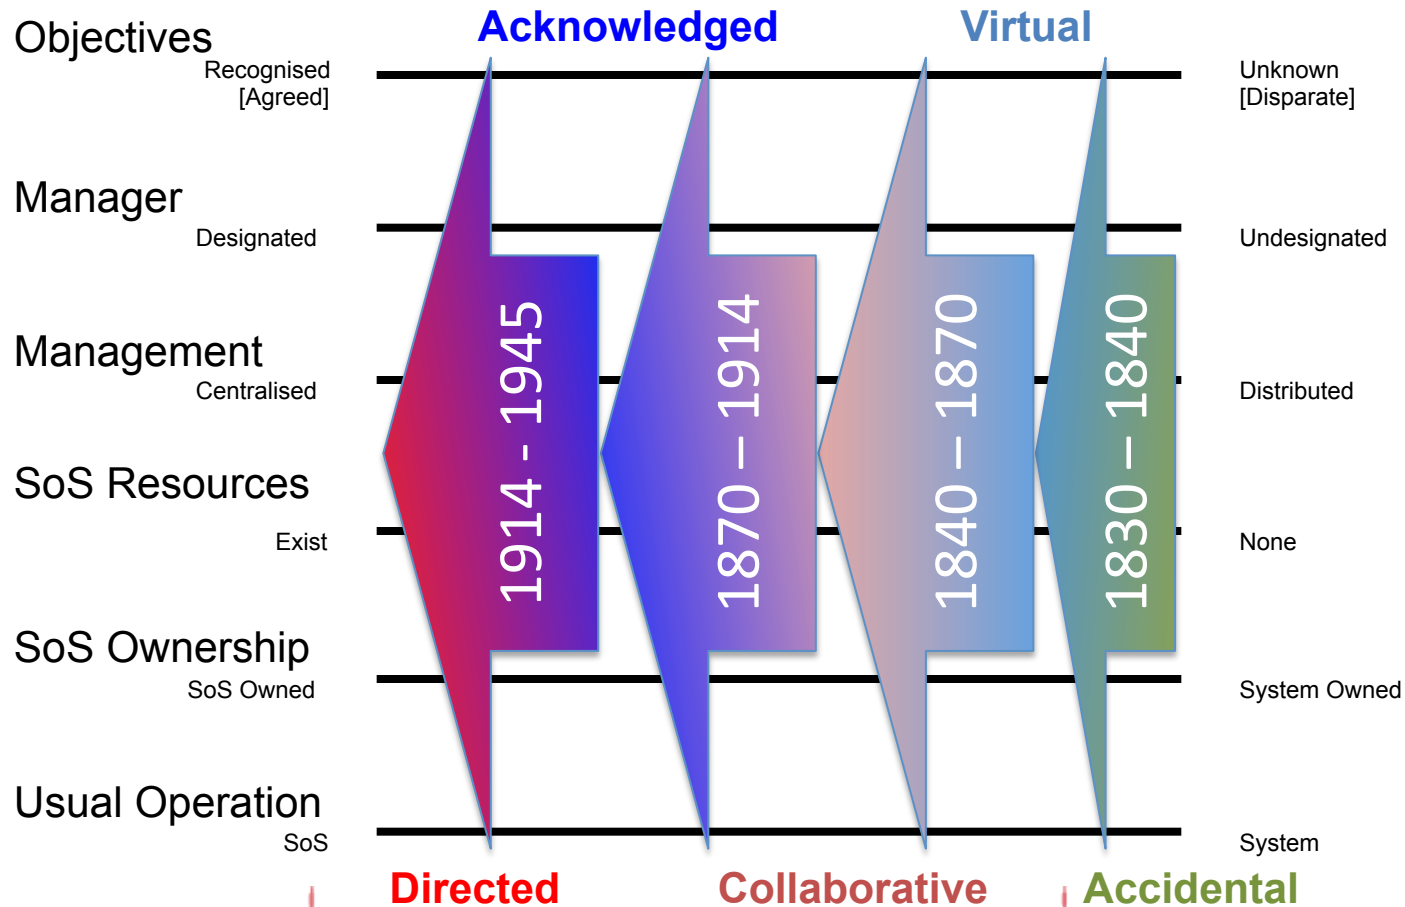 Acknowledged
Virtual
Objectives
Recognised
[Agreed]
Unknown
[Disparate]
Manager
Designated
Undesignated
Management
Centralised
Distributed
SoS Resources
Exist
None
SoS Ownership
SoS Owned
System Owned
Usual Operation
SoS
System
1914 - 1945
1870 – 1914
1840 – 1870
1830 – 1840
Directed
Collaborative
Accidental